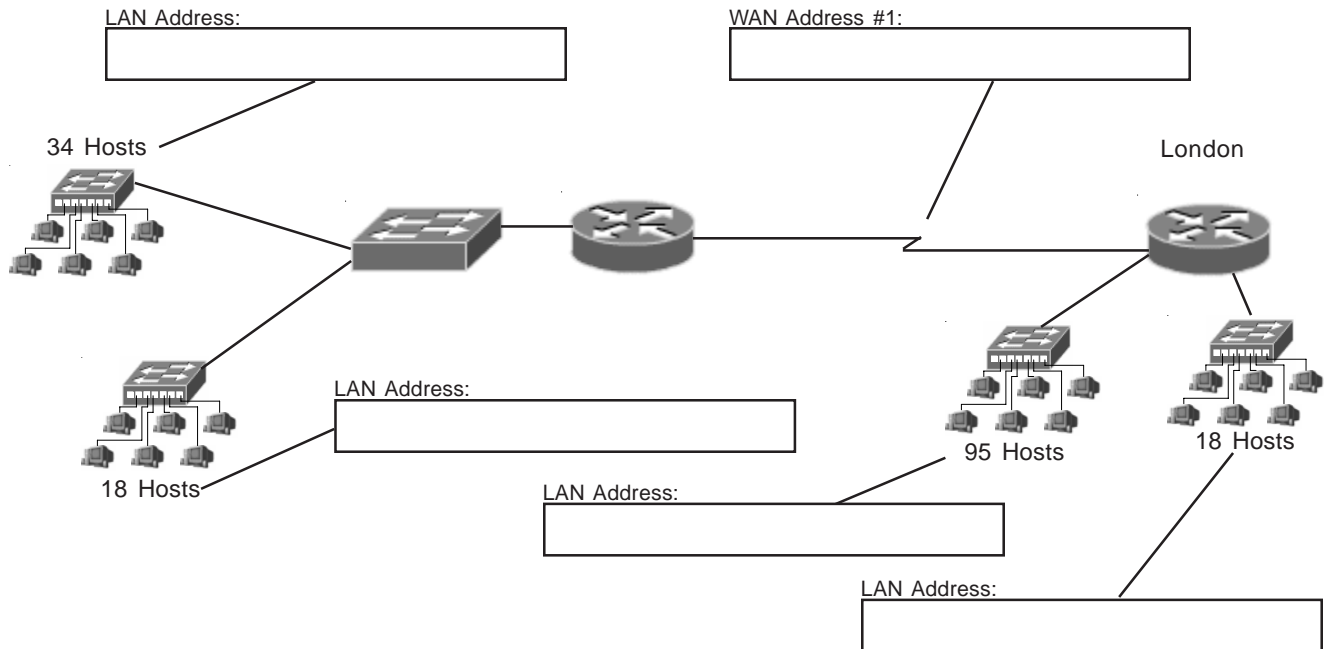 LAN Address:
WAN Address #1:
34 Hosts
London
LAN Address:
18 Hosts
95 Hosts
18 Hosts
LAN Address:
LAN Address: